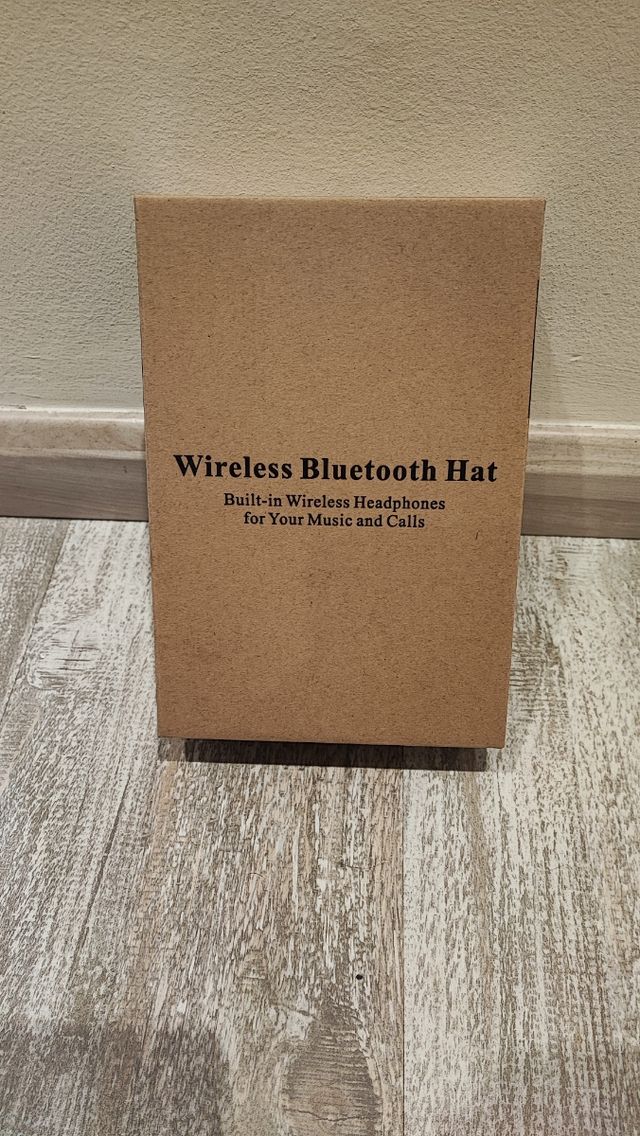 Wireless Bluetooth Hat
Built-in Wireless Headphones
for Your Music and Calls